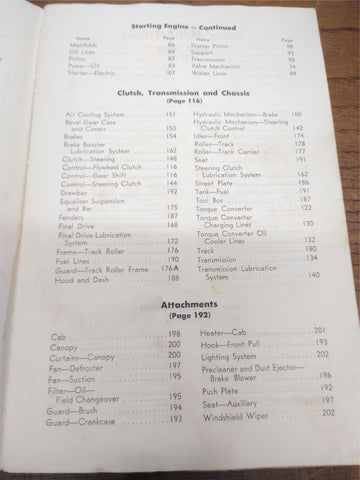 Starting Engine — Continued
Name Page
Manifolds 86
Oil Lines 84
Piston 83
Pump—Oil 83
Starter—Electric 107
Name Page
Starter Pinion 98
Support 93
Transmission 98
Valve Mechanism 74
Water Lines 84
Clutch, Transmission and Chassis
(Page 116)
Air Cooling System 151
Bevel Gear Case
and Covers 150
Brakes 154
Brake Booster
Lubrication System 162
Clutch—Steering 148
Control—Flywheel Clutch 116
Control—Gear Shift 116
Control—Steering Clutch 144
Drawbar 192
Equalizer Suspension
and Bar 175
Fenders 187
Final Drive 168
Final Drive Lubrication
System 172
Frame—Track Roller 176
Fuel Lines 190
Guard—Track Roller Frame 176A
Hood and Dash 188
Hydraulic Mechanism—Brake 160
Hydraulic Mechanism—Steering
Clutch Control 142
Idler—Front 174
Roller—Track 178
Roller—Track Carrier 177
Seat 191
Steering Clutch
Lubrication System 162
Street Plate 186
Tank—Fuel 191
Tool Box 187
Torque Converter 122
Torque Converter
Charging Lines 130
Torque Converter Oil
Cooler Lines 132
Track 180
Transmission 134
Transmission Lubrication
System 140
Attachments
(Page 192)
Cab 198
Canopy 200
Curtains—Canopy 200
Fan—Defroster 197
Fan—Suction 195
Filter—Oil—
Field Changeover 195
Guard—Brush 194
Guard—Crankcase 193
Heater—Cab 201
Hook—Front Pull 193
Lighting System 202
Precleaner and Dust Ejector—
Brake Blower 196
Push Plate 192
Seat—Auxiliary 197
Windshield Wiper 202